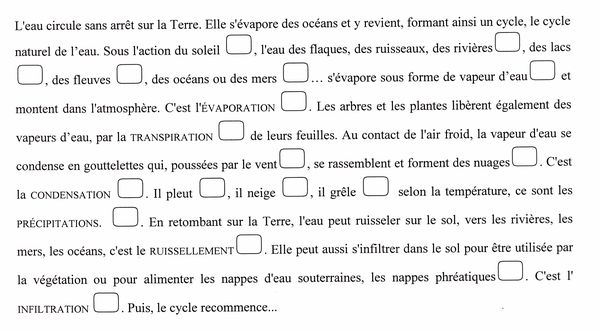 L'eau circule sans arrêt sur la Terre. Elle s'évapore des océans et y revient, formant ainsi un cycle, le cycle
naturel de l'eau. Sous l'action du soleil , l'eau des flaques, des ruisseaux, des rivières , des lacs
, des fleuves , des océans ou des mers … s'évapore sous forme de vapeur d'eau et
montent dans l'atmosphère. C'est l'ÉVAPORATION . Les arbres et les plantes libèrent également des
vapeurs d'eau, par la TRANSPIRATION de leurs feuilles. Au contact de l'air froid, la vapeur d'eau se
condense en gouttelettes qui, poussées par le vent , se rassemblent et forment des nuages . C'est
la CONDENSATION . Il pleut , il neige , il grêle selon la température, ce sont les
PRÉCIPITATIONS. . En retombant sur la Terre, l'eau peut ruisseler sur le sol, vers les rivières, les
mers, les océans, c'est le RUISSELLEMENT . Elle peut aussi s'infiltrer dans le sol pour être utilisée par
la végétation ou pour alimenter les nappes d'eau souterraines, les nappes phréatiques . C'est l'
INFILTRATION . Puis, le cycle recommence...